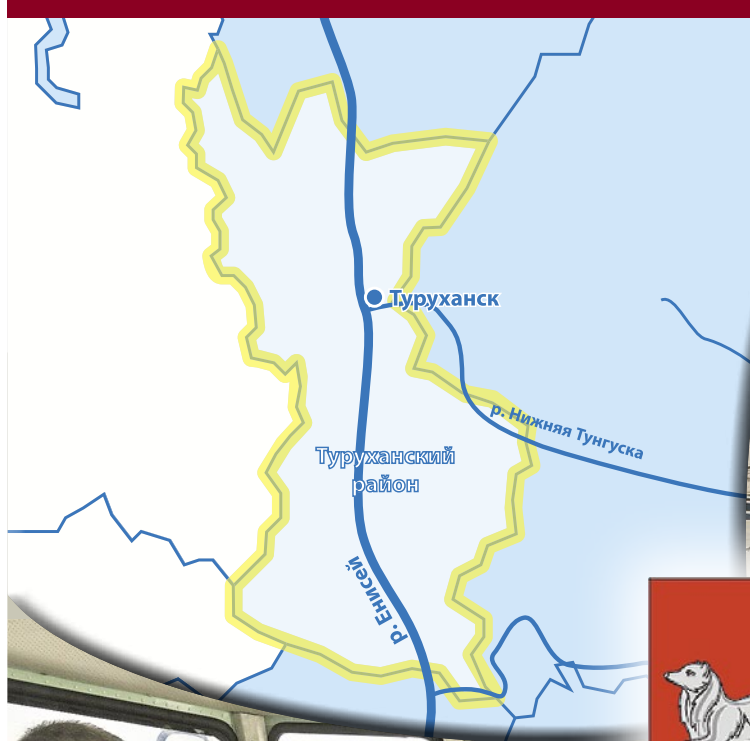 Туруханск
р. Нижняя Тунгуска
Туруханский
район
р. Енисей